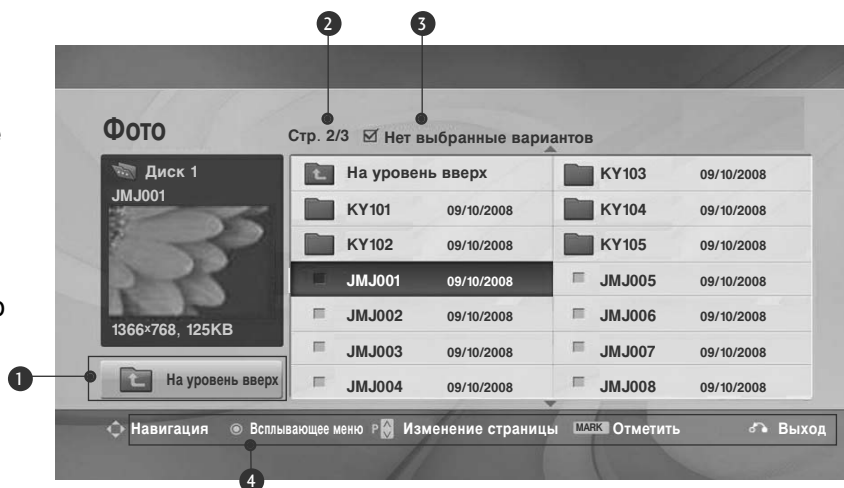 2 3
Фото
Стр. 2/3 Нет выбранные вариантов
Диск 1
JMJ001
1366×768, 125KB
На уровень вверх
На уровень вверх
KY101 09/10/2008
KY102 09/10/2008
JMJ001 09/10/2008
JMJ002 09/10/2008
JMJ003 09/10/2008
JMJ004 09/10/2008
KY103 09/10/2008
KY104 09/10/2008
KY105 09/10/2008
JMJ005 09/10/2008
JMJ006 09/10/2008
JMJ007 09/10/2008
JMJ008 09/10/2008
1
Навигация Всплывающее меню P Изменение страницы MARK Отметить Выход
4